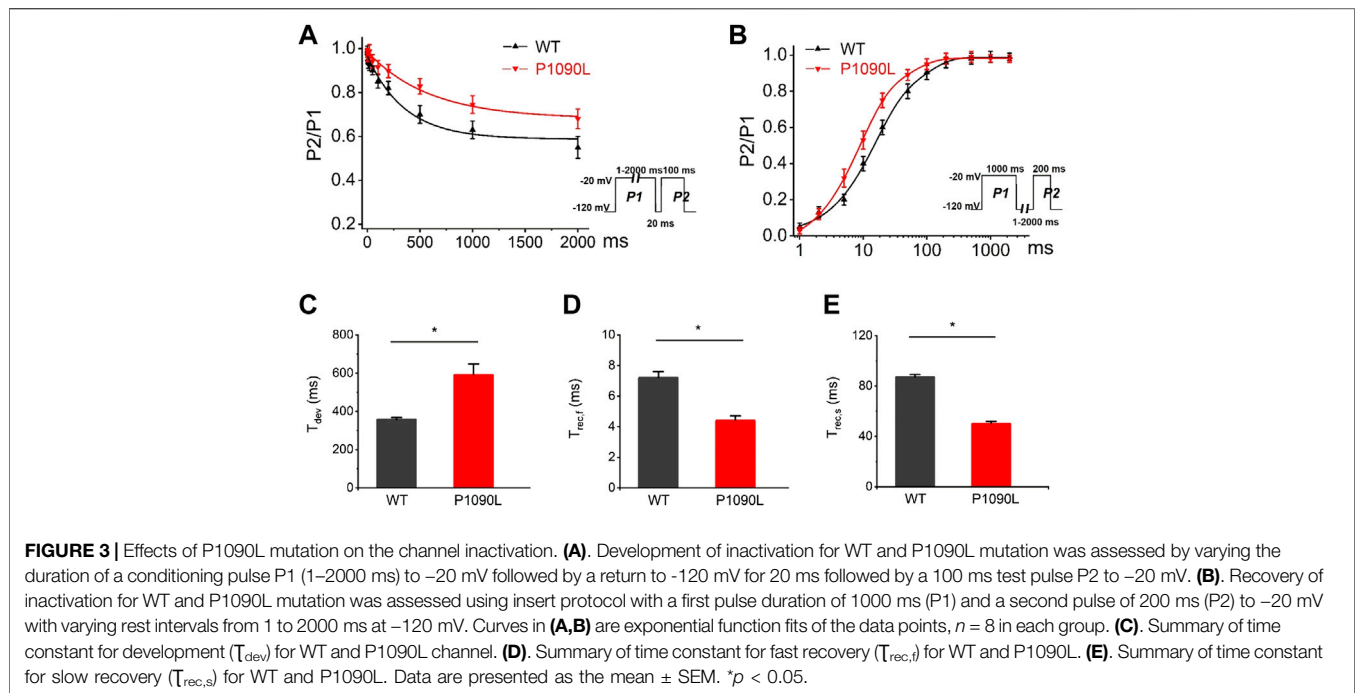 A
WT
P1090L
P2/P1
1.0
0.8
0.6
0.4
0.2
0 500 1000 1500 2000 ms
1-2000 ms 100 ms
-20 mV
P1 P2
-120 mV
20 ms
B
WT
P1090L
P2/P1
1.0
0.8
0.6
0.4
0.2
0.0
1 10 100 1000 ms
1000 ms 200 ms
-20 mV
P1 P2
-120 mV
1-2000 ms
C
*
Ʈdev (ms)
800
600
400
200
0
WT P1090L
D
*
Ʈrec,f (ms)
10
8
6
4
2
0
WT P1090L
E
*
Ʈrec,s (ms)
120
80
40
0
WT P1090L
FIGURE 3 | Effects of P1090L mutation on the channel inactivation. (A). Development of inactivation for WT and P1090L mutation was assessed by varying the
duration of a conditioning pulse P1 (1–2000 ms) to −20 mV followed by a return to -120 mV for 20 ms followed by a 100 ms test pulse P2 to −20 mV. (B). Recovery of
inactivation for WT and P1090L mutation was assessed using insert protocol with a first pulse duration of 1000 ms (P1) and a second pulse of 200 ms (P2) to −20 mV
with varying rest intervals from 1 to 2000 ms at −120 mV. Curves in (A,B) are exponential function fits of the data points, n = 8 in each group. (C). Summary of time
constant for development (Ʈdev) for WT and P1090L channel. (D). Summary of time constant for fast recovery (Ʈrec,f) for WT and P1090L. (E). Summary of time constant
for slow recovery (Ʈrec,s) for WT and P1090L. Data are presented as the mean ± SEM. *p < 0.05.